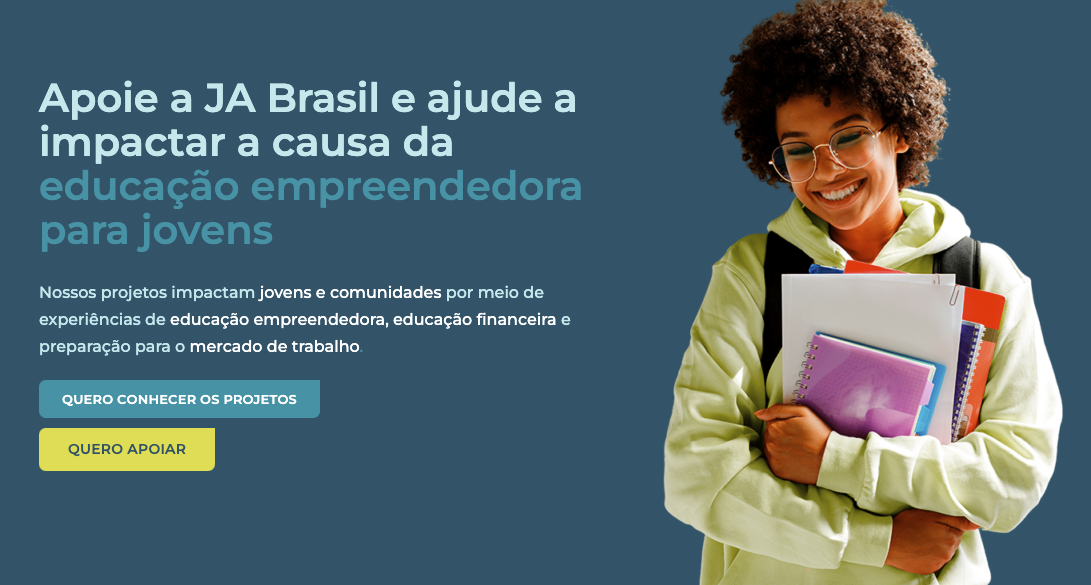 Apoie a JA Brasil e ajude a
impactar a causa da
educação empreendedora
para jovens
Nossos projetos impactam jovens e comunidades por meio de
experiências de educação empreendedora, educação financeira e
preparação para o mercado de trabalho.
QUERO CONHECER OS PROJETOS
QUERO APOIAR